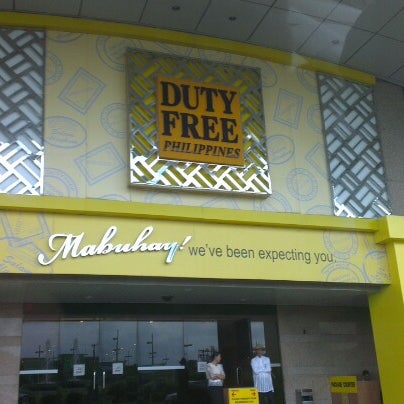 DUTY
FREE
PHILIPPINES
Mabuhay! we've been expecting you.